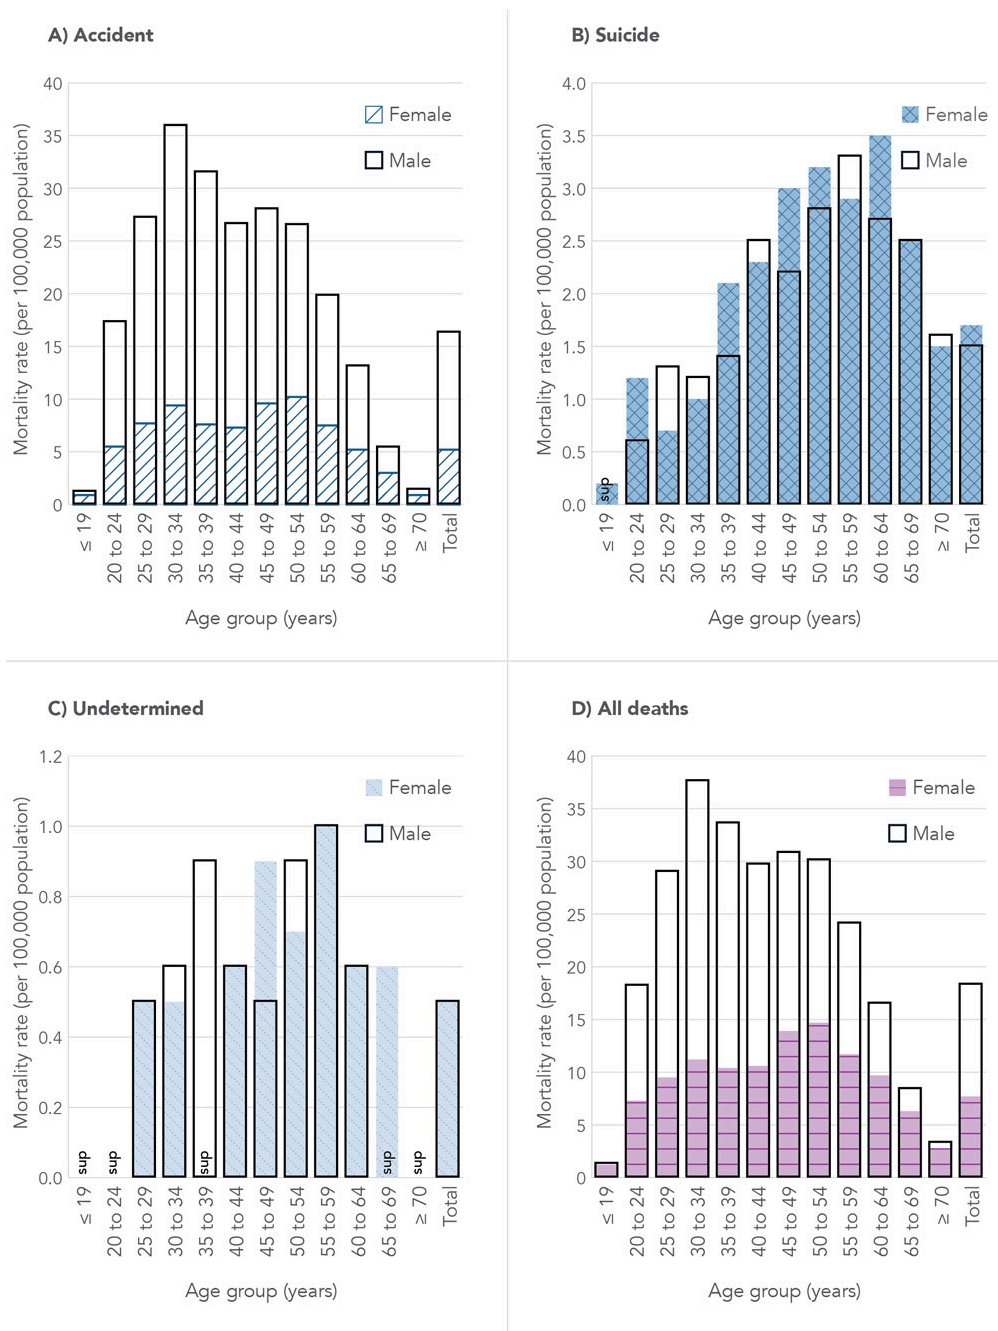 A) Accident
Mortality rate (per 100,000 population)
40
35
30
25
20
15
10
5
0
Female
Male
≤ 19
20 to 24
25 to 29
30 to 34
35 to 39
40 to 44
45 to 49
50 to 54
55 to 59
60 to 64
65 to 69
≥ 70
Total
Age group (years)
B) Suicide
Mortality rate (per 100,000 population)
4.0
3.5
3.0
2.5
2.0
1.5
1.0
0.5
0.0
Female
Male
sup
≤ 19
20 to 24
25 to 29
30 to 34
35 to 39
40 to 44
45 to 49
50 to 54
55 to 59
60 to 64
65 to 69
≥ 70
Total
Age group (years)
C) Undetermined
Mortality rate (per 100,000 population)
1.2
1.0
0.8
0.6
0.4
0.2
0.0
Female
Male
sup
sup
sup
sup
sup
≤ 19
20 to 24
25 to 29
30 to 34
35 to 39
40 to 44
45 to 49
50 to 54
55 to 59
60 to 64
65 to 69
≥ 70
Total
Age group (years)
D) All deaths
Mortality rate (per 100,000 population)
40
35
30
25
20
15
10
5
0
Female
Male
≤ 19
20 to 24
25 to 29
30 to 34
35 to 39
40 to 44
45 to 49
50 to 54
55 to 59
60 to 64
65 to 69
≥ 70
Total
Age group (years)